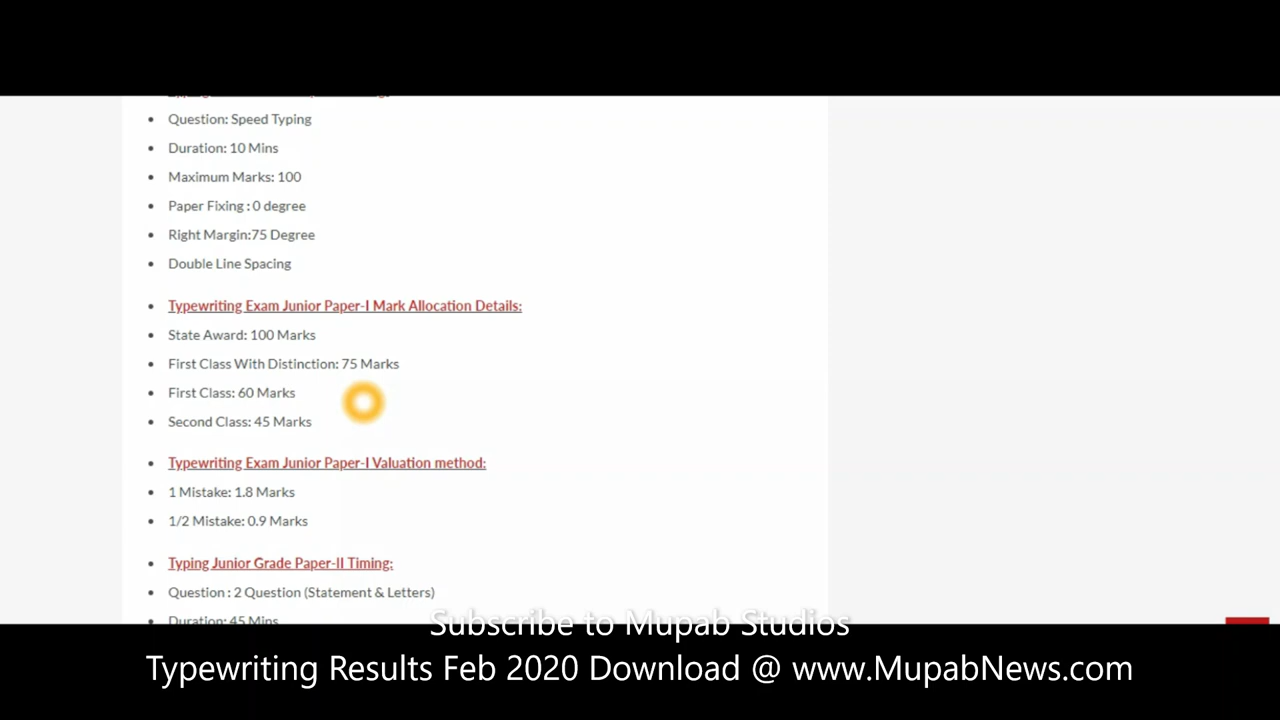 Question: Speed Typing
Duration: 10 Mins
Maximum Marks: 100
Paper Fixing : 0 degree
Right Margin:75 Degree
Double Line Spacing
Typewriting Exam Junior Paper-I Mark Allocation Details:
State Award: 100 Marks
First Class With Distinction: 75 Marks
First Class: 60 Marks
Second Class: 45 Marks
Typewriting Exam Junior Paper-I Valuation method:
1 Mistake: 1.8 Marks
1/2 Mistake: 0.9 Marks
Typing Junior Grade Paper-II Timing:
Question : 2 Question (Statement & Letters)
Duration: 45 Mins
Subscribe to Mupab Studios
Typewriting Results Feb 2020 Download @ www.MupabNews.com